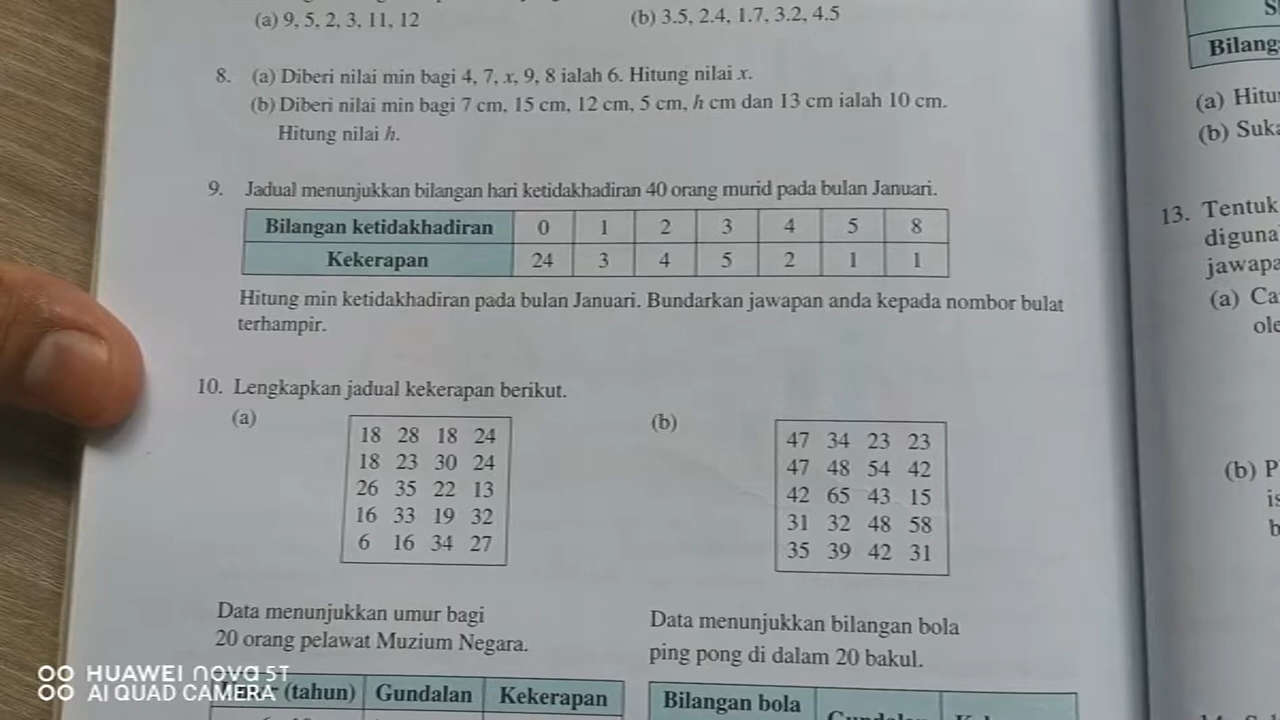 (a) 9, 5, 2, 3, 11, 12
(b) 3.5, 2.4, 1.7, 3.2, 4.5
8. (a) Diberi nilai min bagi 4, 7, x, 9, 8 ialah 6. Hitung nilai x.
(b) Diberi nilai min bagi 7 cm, 15 cm, 12 cm, 5 cm, h cm dan 13 cm ialah 10 cm.
Hitung nilai h.
9. Jadual menunjukkan bilangan hari ketidakhadiran 40 orang murid pada bulan Januari.
Bilangan ketidakhadiran 0 1 2 3 4 5 8
Kekerapan 24 3 4 5 2 1 1
Hitung min ketidakhadiran pada bulan Januari. Bundarkan jawapan anda kepada nombor bulat
terhampir.
10. Lengkapkan jadual kekerapan berikut.
(a)
18 28 18 24
18 23 30 24
26 35 22 13
16 33 19 32
6 16 34 27
Data menunjukkan umur bagi
20 orang pelawat Muzium Negara.
(tahun) Gundalan Kekerapan
(b)
47 34 23 23
47 48 54 42
42 65 43 15
31 32 48 58
35 39 42 31
Data menunjukkan bilangan bola
ping pong di dalam 20 bakul.
Bilangan bola
Bilang
(a) Hitu
(b) Suka
13. Tentuk
diguna
jawapa
(a) Ca
ole
(b) P
is
b
HUAWEI nova 5T
AI QUAD CAMERA